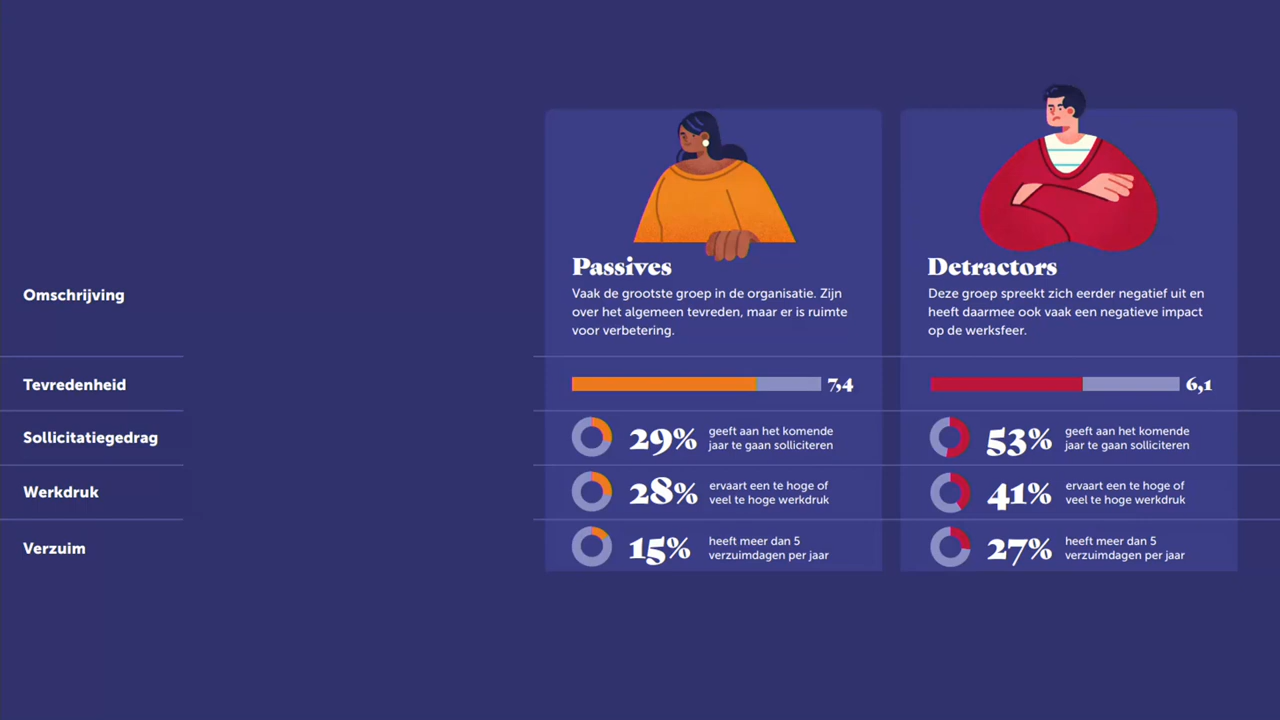 Passives
Detractors
Omschrijving
Vaak de grootste groep in de organisatie. Zijn
over het algemeen tevreden, maar er is ruimte
voor verbetering.
Deze groep spreekt zich eerder negatief uit en
heeft daarmee ook vaak een negatieve impact
op de werksfeer.
Tevredenheid
7,4
6,1
Sollicitatiegedrag
29%
geeft aan het komende
jaar te gaan solliciteren
53%
geeft aan het komende
jaar te gaan solliciteren
Werkdruk
28%
ervaart een te hoge of
veel te hoge werkdruk
41%
ervaart een te hoge of
veel te hoge werkdruk
Verzuim
15%
heeft meer dan 5
verzuimdagen per jaar
27%
heeft meer dan 5
verzuimdagen per jaar